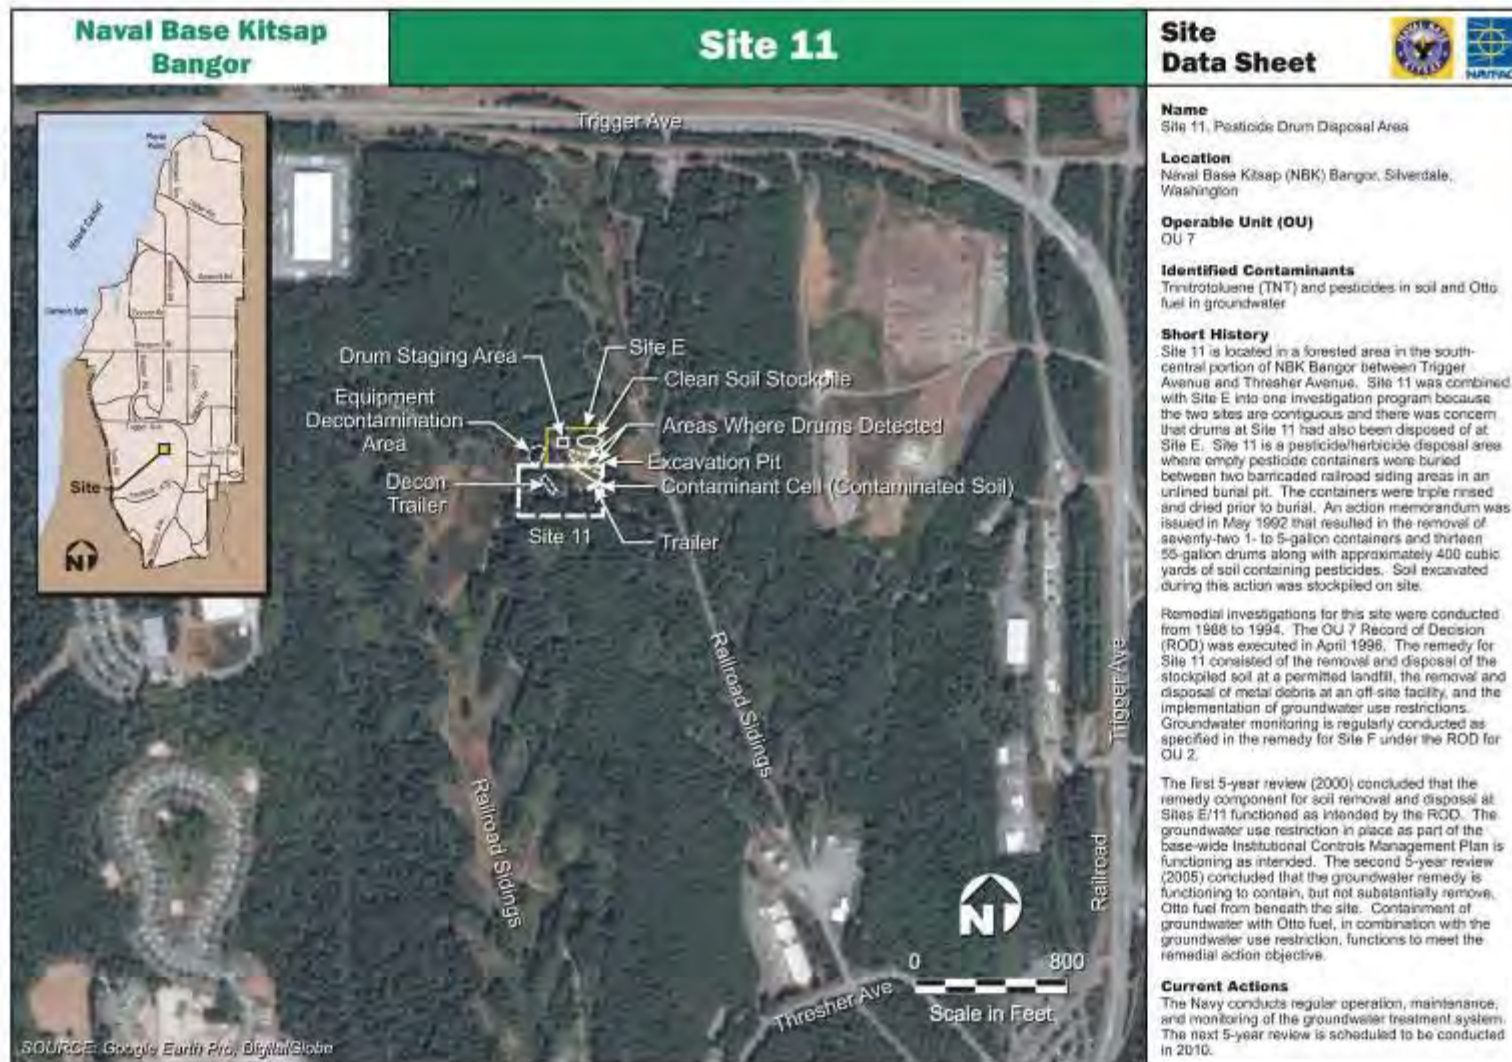 Naval Base Kitsap
Bangor
Site 11
Site
Data Sheet
NAVFAC
Trigger Ave
Hood Canal
Trigger Ave
Site
N
Drum Staging Area
Site E
Clean Soil Stockpile
Equipment
Decontamination
Area
Areas Where Drums Detected
Excavation Pit
Decon
Trailer
Contaminant Cell (Contaminated Soil)
Site 11
Trailer
Railroad Sidings
Railroad Sidings
Trigger Ave
Railroad
N
0 800
Scale in Feet
Thresher Ave
SOURCE: Google Earth Pro, DigitalGlobe
Name
Site 11, Pesticide Drum Disposal Area
Location
Naval Base Kitsap (NBK) Bangor, Silverdale,
Washington
Operable Unit (OU)
OU 7
Identified Contaminants
Trinitrotoluene (TNT) and pesticides in soil and Otto
fuel in groundwater
Short History
Site 11 is located in a forested area in the south-
central portion of NBK Bangor between Trigger
Avenue and Thresher Avenue. Site 11 was combined
with Site E into one investigation program because
the two sites are contiguous and there was concern
that drums at Site 11 had also been disposed of at
Site E. Site 11 is a pesticide/herbicide disposal area
where empty pesticide containers were buried
between two barricaded railroad siding areas in an
unlined burial pit. The containers were triple rinsed
and dried prior to burial. An action memorandum was
issued in May 1992 that resulted in the removal of
seventy-two 1- to 5-gallon containers and thirteen
55-gallon drums along with approximately 400 cubic
yards of soil containing pesticides. Soil excavated
during this action was stockpiled on site.
Remedial investigations for this site were conducted
from 1988 to 1994. The OU 7 Record of Decision
(ROD) was executed in April 1996. The remedy for
Site 11 consisted of the removal and disposal of the
stockpiled soil at a permitted landfill, the removal and
disposal of metal debris at an off-site facility, and the
implementation of groundwater use restrictions.
Groundwater monitoring is regularly conducted as
specified in the remedy for Site F under the ROD for
OU 2.
The first 5-year review (2000) concluded that the
remedy component for soil removal and disposal at
Sites E/11 functioned as intended by the ROD. The
groundwater use restriction in place as part of the
base-wide Institutional Controls Management Plan is
functioning as intended. The second 5-year review
(2005) concluded that the groundwater remedy is
functioning to contain, but not substantially remove,
Otto fuel from beneath the site. Containment of
groundwater with Otto fuel, in combination with the
groundwater use restriction, functions to meet the
remedial action objective.
Current Actions
The Navy conducts regular operation, maintenance,
and monitoring of the groundwater treatment system.
The next 5-year review is scheduled to be conducted
in 2010.